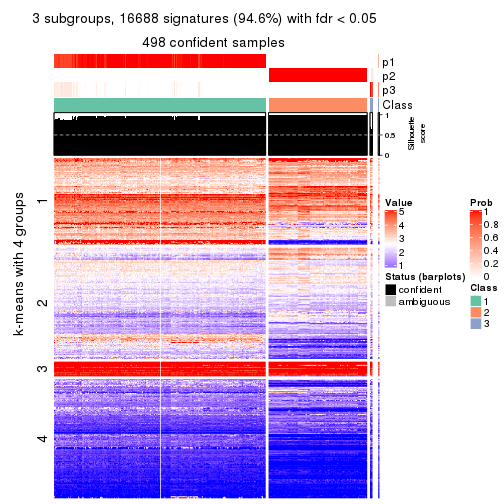 3 subgroups, 16688 signatures (94.6%) with fdr < 0.05
498 confident samples
p1
p2
p3
Class
1
0.5
0
Silhouette
score
k-means with 4 groups
1
2
3
4
Value
5
4
3
2
1
Status (barplots)
confident
ambiguous
Prob
1
0.8
0.6
0.4
0.2
0
Class
1
2
3